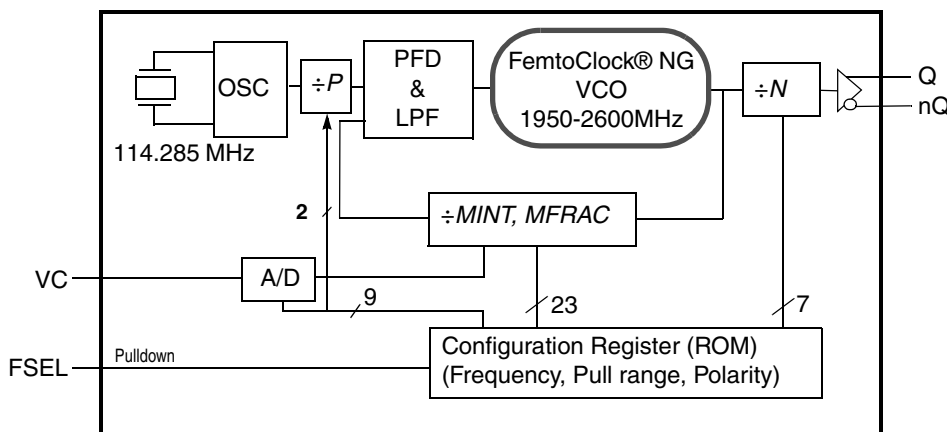 OSC
÷P
PFD
&
LPF
FemtoClock® NG
VCO
1950-2600MHz
÷N
Q
nQ
114.285 MHz
2
÷MINT, MFRAC
VC
A/D
9
23
7
FSEL
Pulldown
Configuration Register (ROM)
(Frequency, Pull range, Polarity)